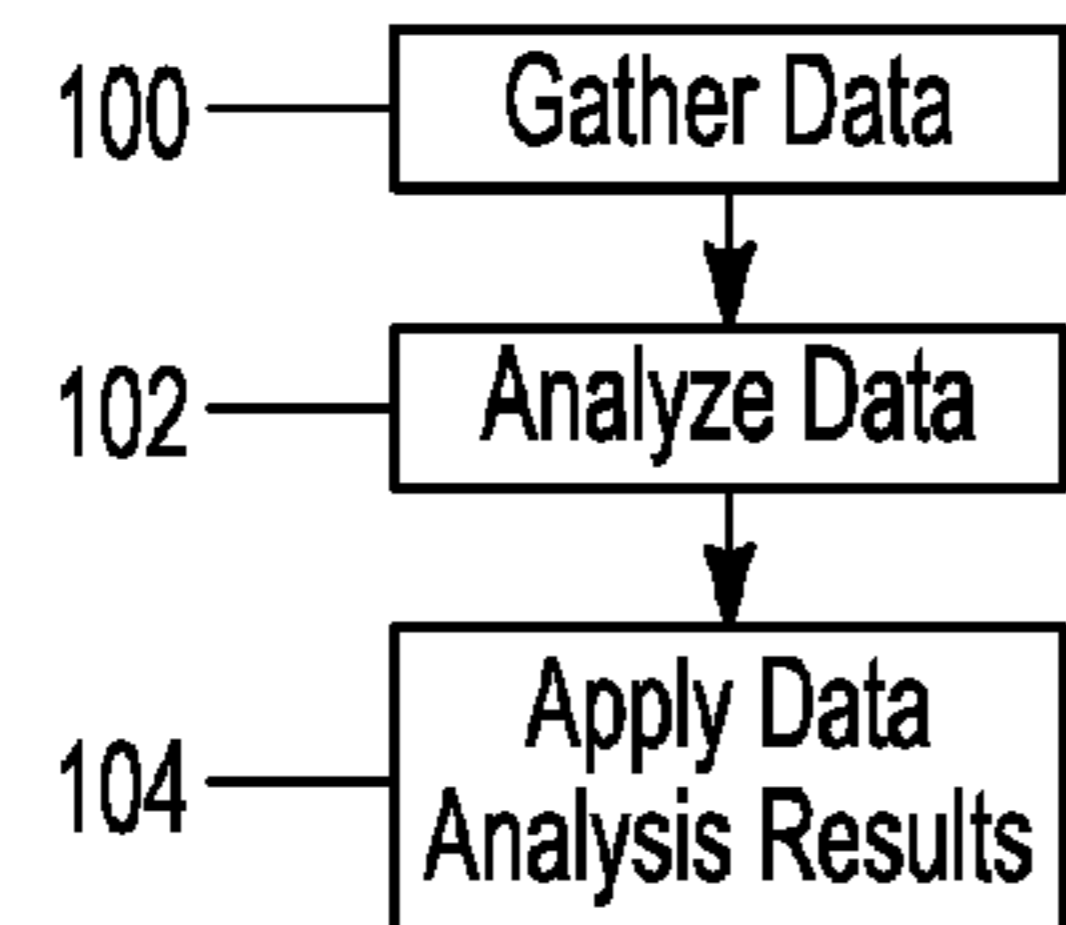 100 Gather Data
102 Analyze Data
Apply Data
104
Analysis Results